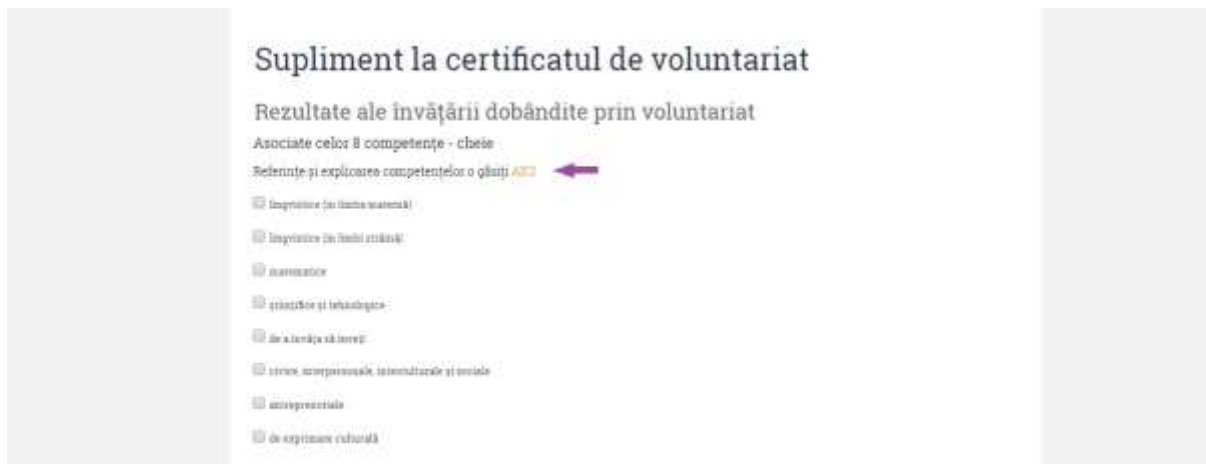 Supliment la certificatul de voluntariat
Rezultate ale învățării dobândite prin voluntariat
Asociate celor 8 competențe - cheie
Referințe și explicarea competențelor o găsiți AICI
lingvistice (în limba maternă)
lingvistice (în limbi străină)
matematice
științifice și tehnologice
de a învăța să înveți
civice, interpersonale, interculturale și sociale
antreprenoriale
de exprimare culturală